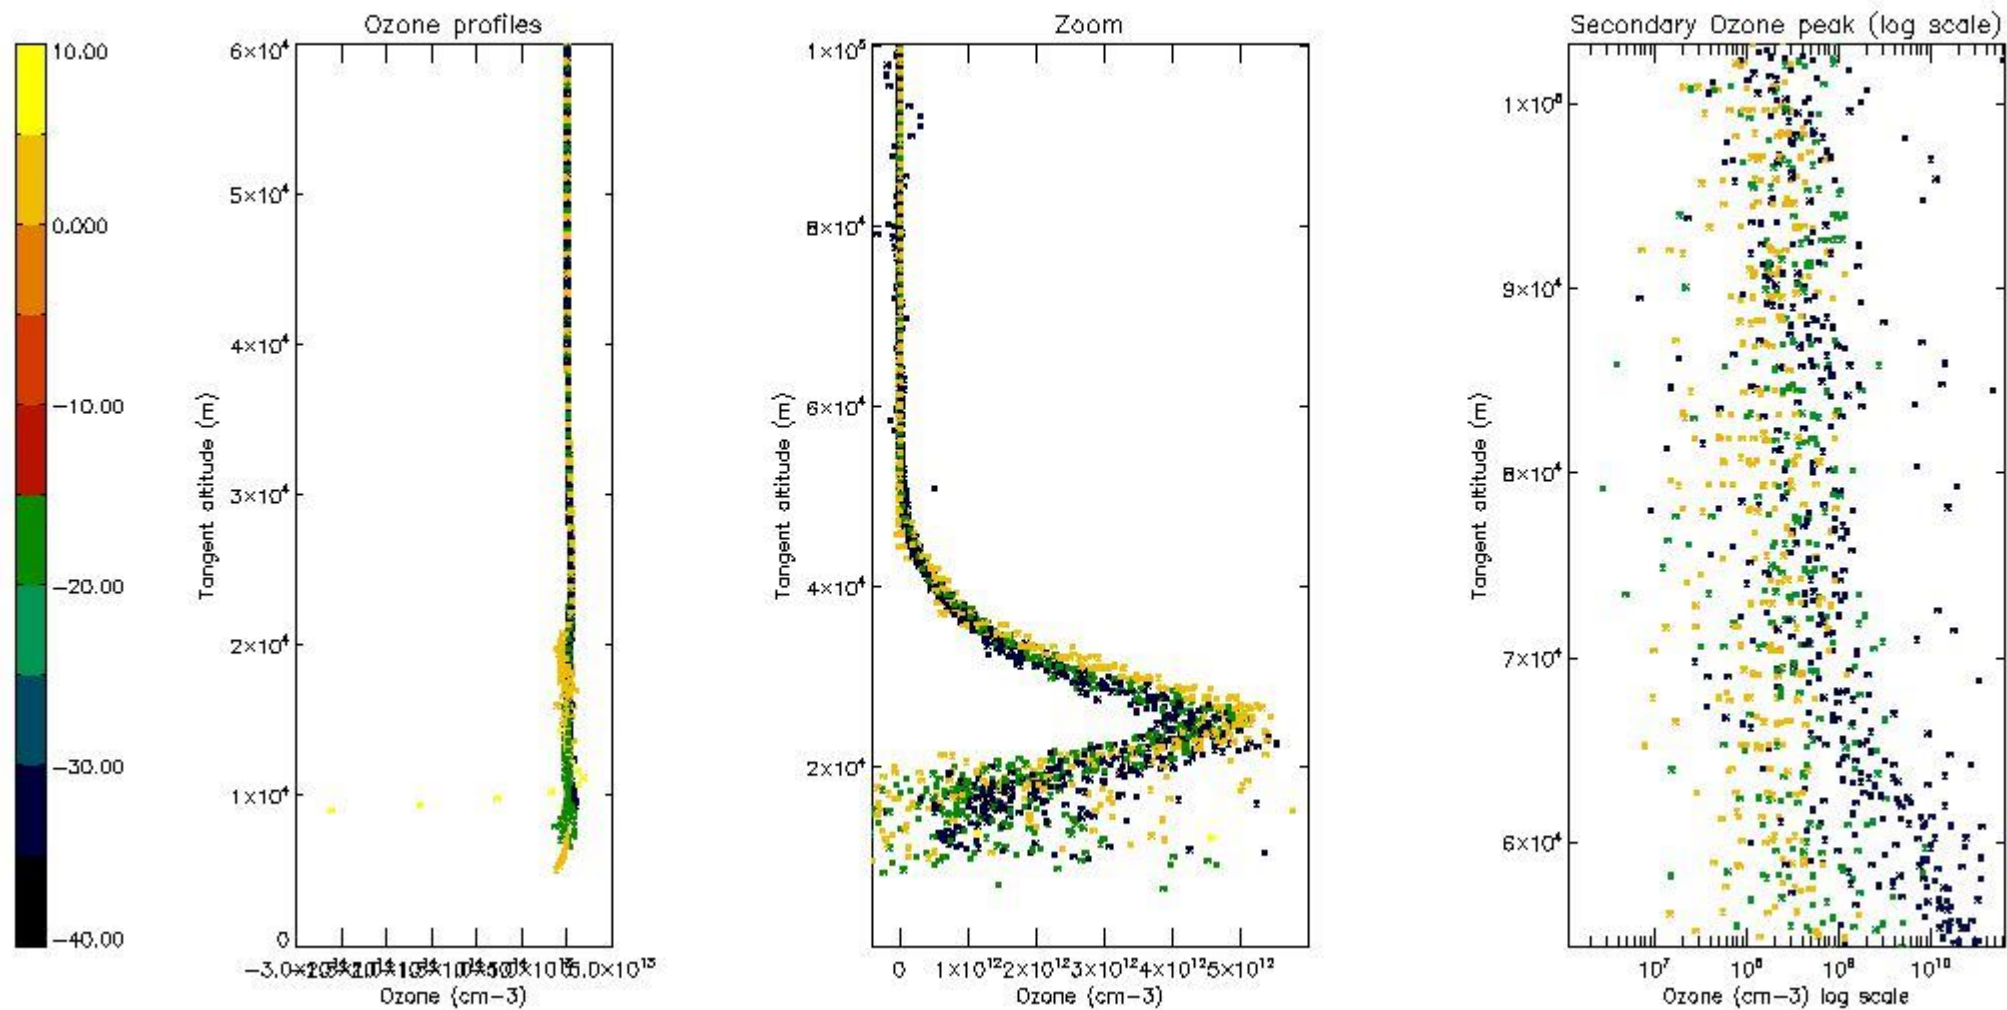 Ozone profiles
Zoom
Secondary Ozone peak (log scale)
10.00
0.000
−10.00
−20.00
−30.00
−40.00
6×10⁴
5×10⁴
4×10⁴
3×10⁴
2×10⁴
1×10⁴
0
Tangent altitude (m)
5.0×10¹³
Ozone (cm−3)
1×10⁵
8×10⁴
6×10⁴
4×10⁴
2×10⁴
Tangent altitude (m)
0 1×10¹² 2×10¹² 3×10¹² 4×10¹² 5×10¹²
Ozone (cm−3)
9×10⁴
8×10⁴
7×10⁴
6×10⁴
Tangent altitude (m)
10⁷ 10⁸ 10⁹ 10¹⁰
Ozone (cm−3) log scale